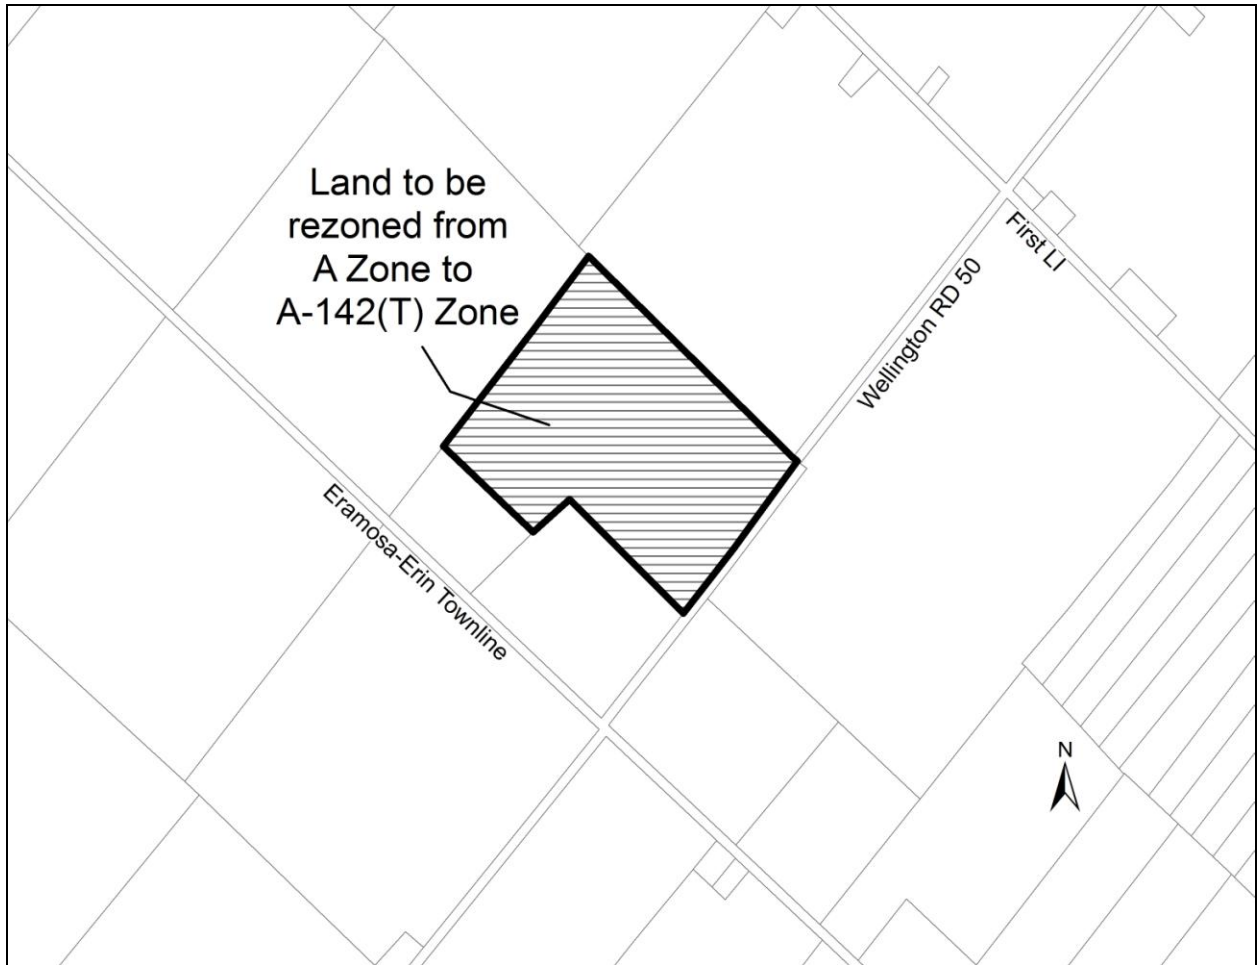 Land to be
rezoned from
A Zone to
A-142(T) Zone
First LI
Wellington RD 50
Eramosa-Erin Townline
N